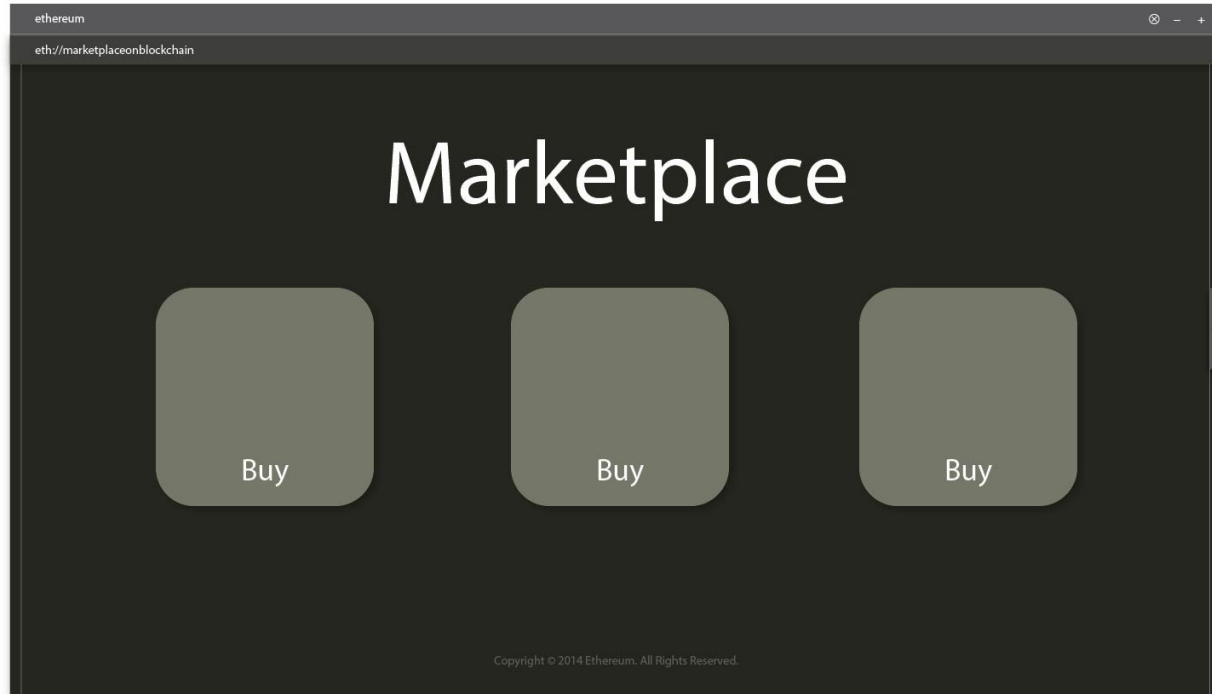 ethereum
eth://marketplaceonblockchain
Marketplace
Buy
Buy
Buy
Copyright © 2014 Ethereum. All Rights Reserved.